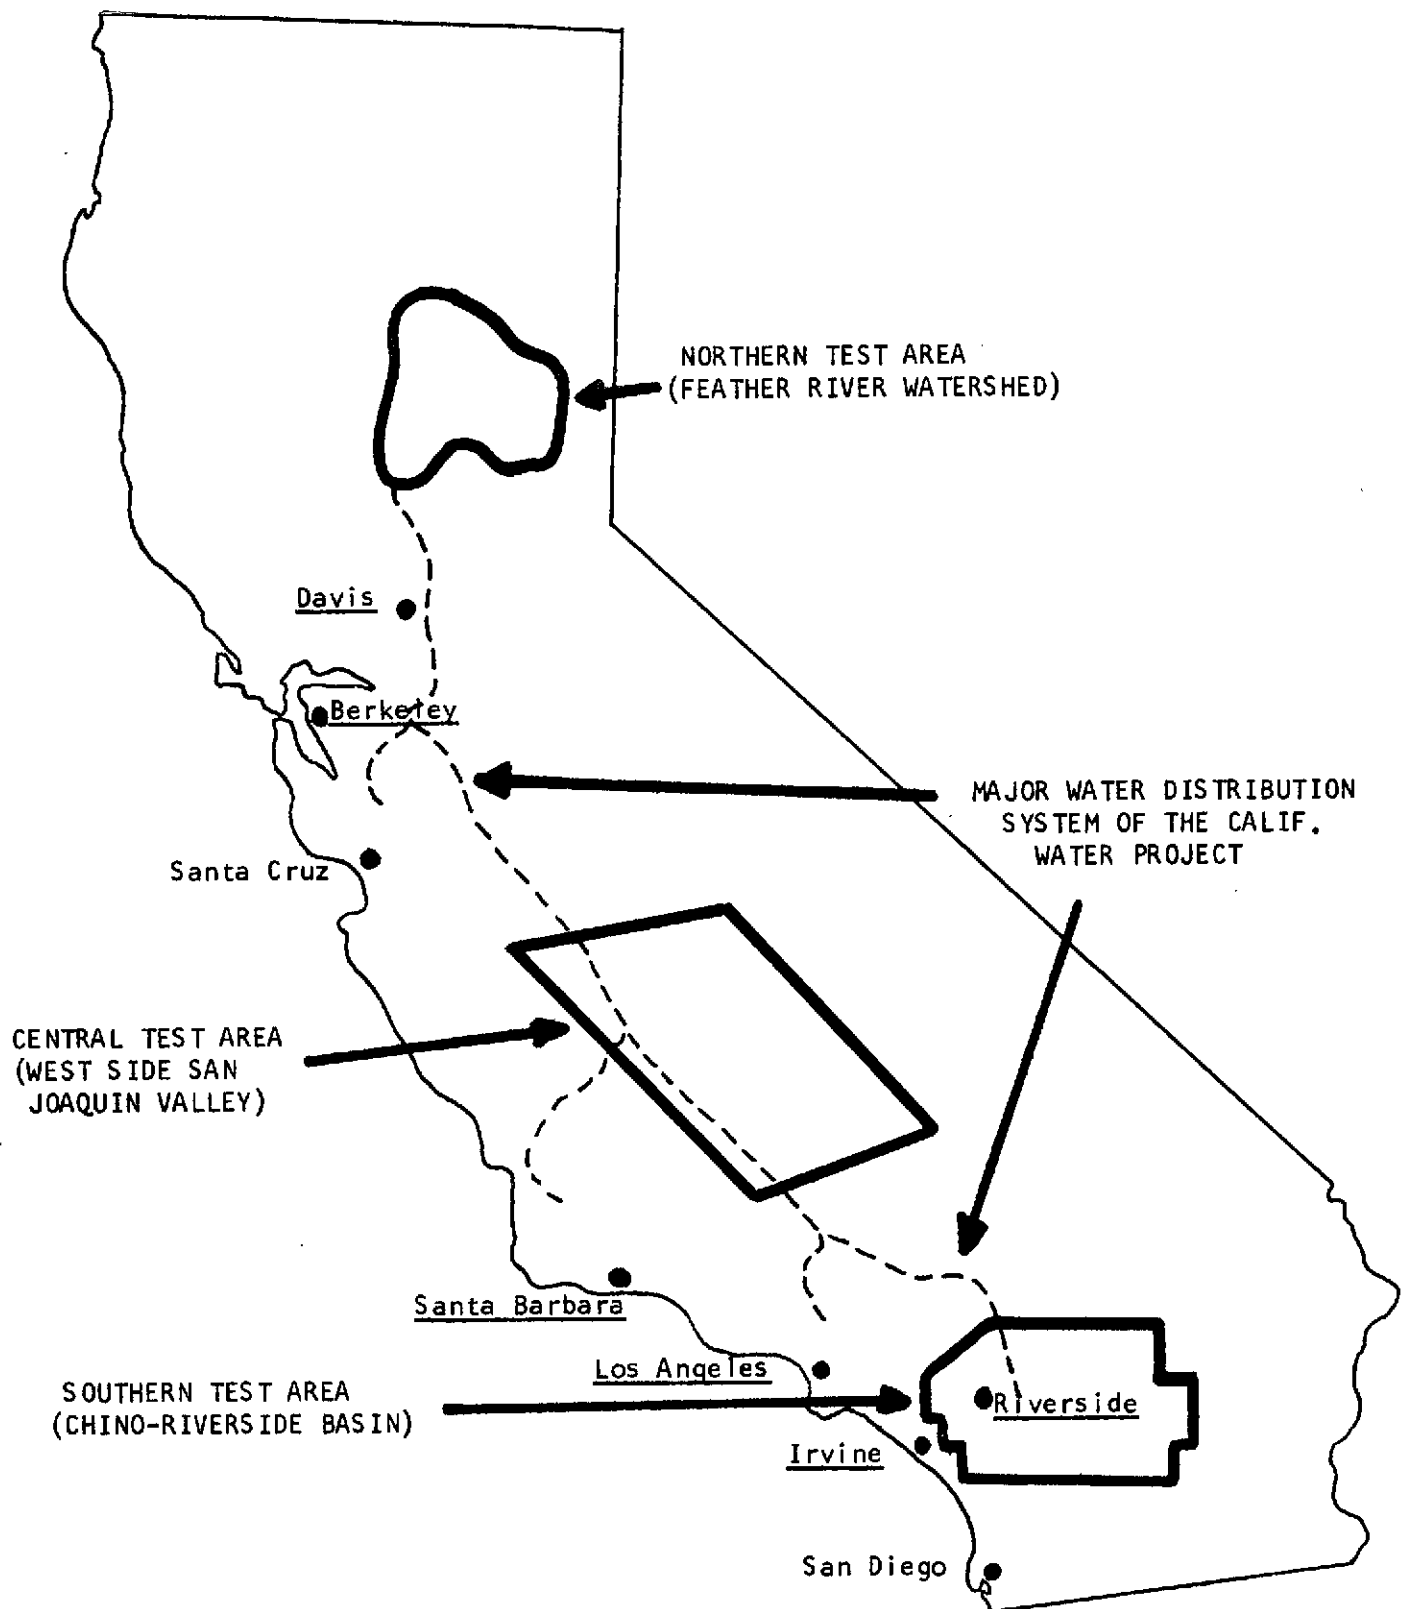 NORTHERN TEST AREA
(FEATHER RIVER WATERSHED)
Davis
Berkeley
MAJOR WATER DISTRIBUTION
SYSTEM OF THE CALIF.
WATER PROJECT
Santa Cruz
CENTRAL TEST AREA
(WEST SIDE SAN
JOAQUIN VALLEY)
Santa Barbara
Los Angeles
SOUTHERN TEST AREA
(CHINO-RIVERSIDE BASIN)
Riverside
Irvine
San Diego